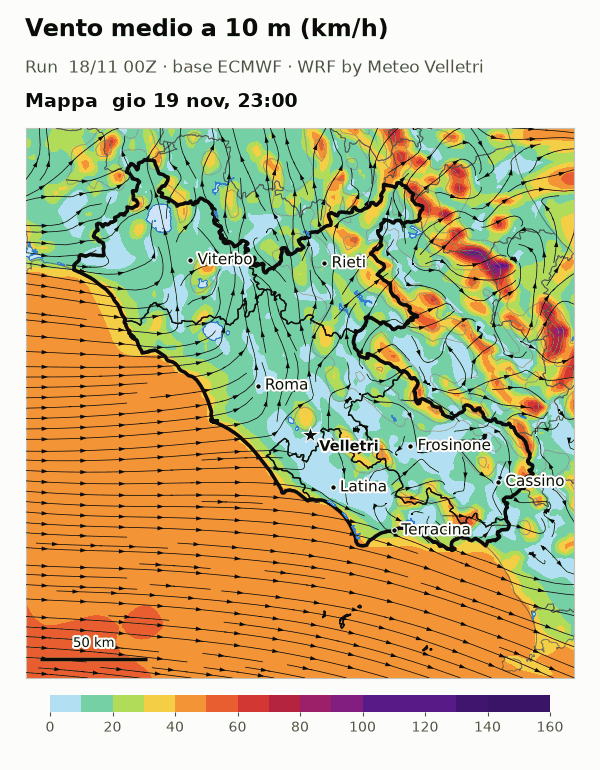 Vento medio a 10 m (km/h)
Run  18/11 00Z · base ECMWF · WRF by Meteo Velletri
Mappa  gio 19 nov, 23:00
Viterbo
Rieti
Roma
Velletri
Frosinone
Latina
Cassino
Terracina
50 km
0 20 40 60 80 100 120 140 160